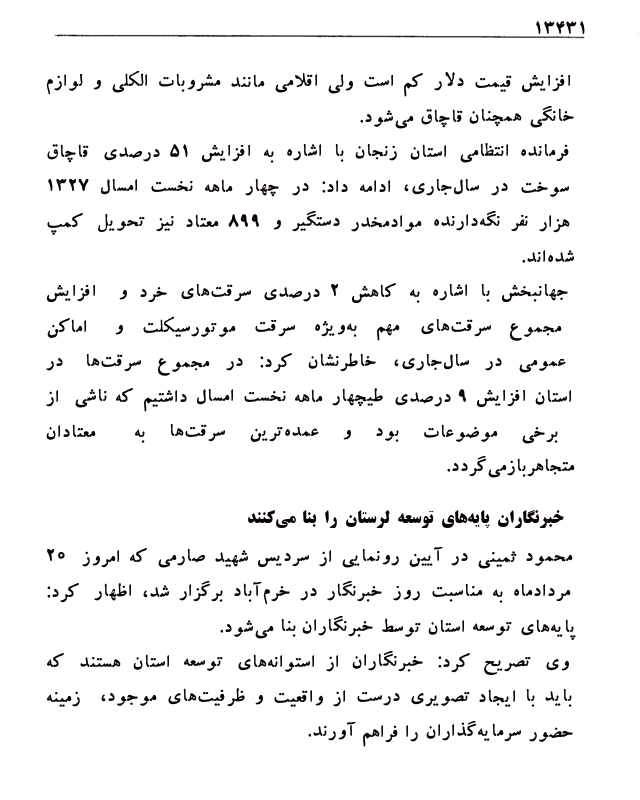 ۱۳۴۳۱
افزایش قیمت دلار کم است ولی اقلامی مانند مشروبات الکلی و لوازم
خانگی همچنان قاچاق می‌شود.
فرمانده انتظامی استان زنجان با اشاره به افزایش ۵۱ درصدی قاچاق
سوخت در سال‌جاری، ادامه داد: در چهار ماهه نخست امسال ۱۳۲۷
هزار نفر نگه‌دارنده موادمخدر دستگیر و ۸۹۹ معتاد نیز تحویل کمپ
شده‌اند.
جهانبخش با اشاره به کاهش ۲ درصدی سرقت‌های خرد و افزایش
مجموع سرقت‌های مهم به‌ویژه سرقت موتورسیکلت و اماکن
عمومی در سال‌جاری، خاطرنشان کرد: در مجموع سرقت‌ها در
استان افزایش ۹ درصدی طیچهار ماهه نخست امسال داشتیم که ناشی از
برخی موضوعات بود و عمده‌ترین سرقت‌ها به معتادان
متجاهربازمی‌گردد.
خبرنگاران پایه‌های توسعه لرستان را بنا می‌کنند
محمود ثمینی در آیین رونمایی از سردیس شهید صارمی که امروز ۲۵
مردادماه به مناسبت روز خبرنگار در خرم‌آباد برگزار شد، اظهار کرد:
پایه‌های توسعه استان توسط خبرنگاران بنا می‌شود.
وی تصریح کرد: خبرنگاران از استوانه‌های توسعه استان هستند که
باید با ایجاد تصویری درست از واقعیت و ظرفیت‌های موجود، زمینه
حضور سرمایه‌گذاران را فراهم آورند.